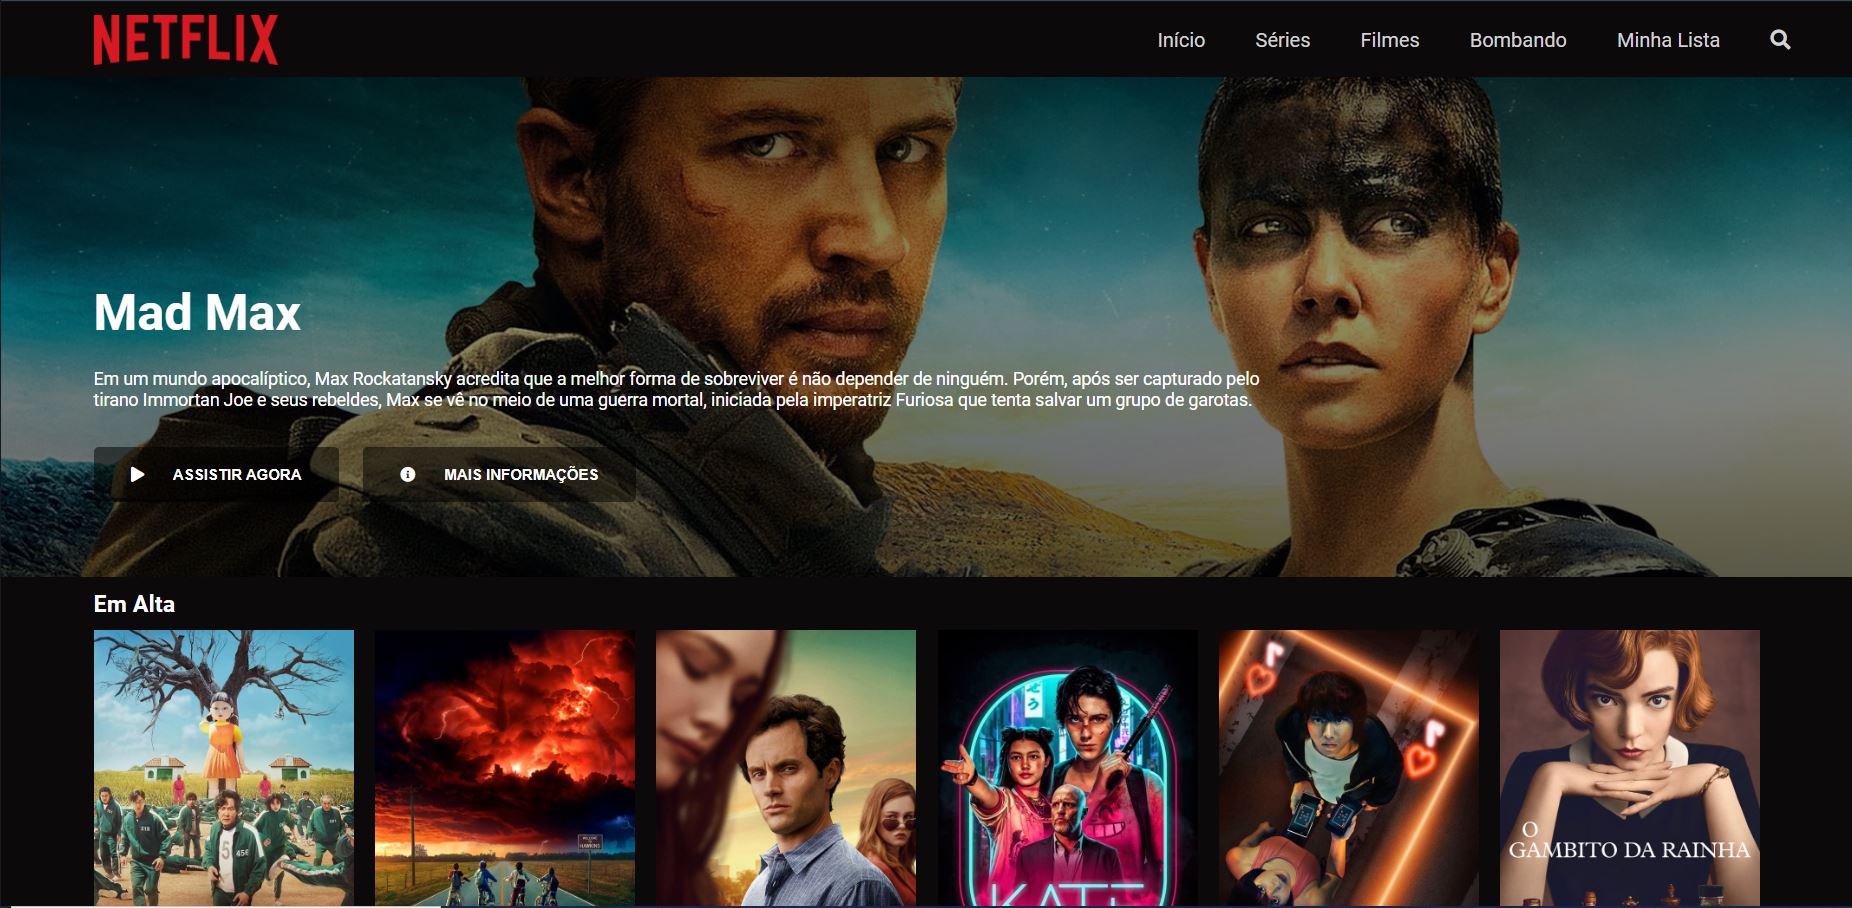 NETFLIX
Início
Séries
Filmes
Bombando
Minha Lista
Mad Max
Em um mundo apocalíptico, Max Rockatansky acredita que a melhor forma de sobreviver é não depender de ninguém. Porém, após ser capturado pelo
tirano Immortan Joe e seus rebeldes, Max se vê no meio de uma guerra mortal, iniciada pela imperatriz Furiosa que tenta salvar um grupo de garotas.
ASSISTIR AGORA
MAIS INFORMAÇÕES
Em Alta
456
WELCOME
HAWKINS
KATE
O
GAMBITO DA RAINHA